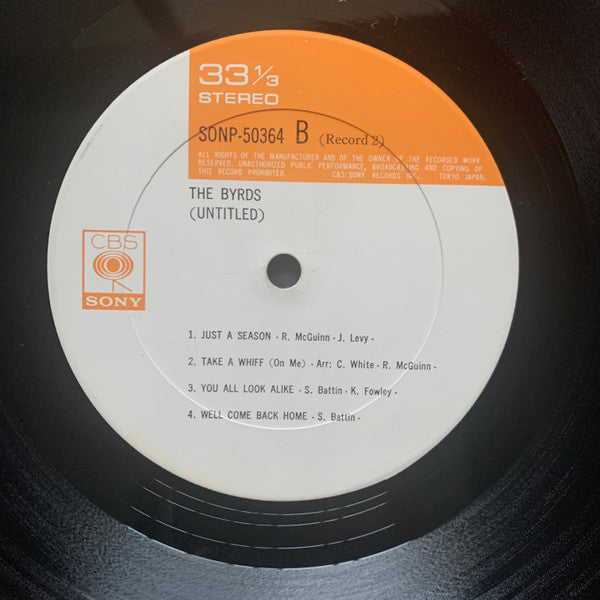 33 1/3
STEREO
SONP-50364 B (Record 2)
ALL RIGHTS OF THE MANUFACTURER AND OF THE OWNER OF THE RECORDED WORK
RESERVED. UNAUTHORIZED PUBLIC PERFORMANCE, BROADCASTING AND COPYING OF
THIS RECORD PROHIBITED. CBS/SONY RECORDS INC. TOKYO JAPAN.
THE BYRDS
(UNTITLED)
CBS
SONY
1. JUST A SEASON - R. McGuinn - J. Levy -
2. TAKE A WHIFF (On Me) - Arr: C. White - R. McGuinn -
3. YOU ALL LOOK ALIKE - S. Battin - K. Fowley -
4. WELL COME BACK HOME - S. Battin -